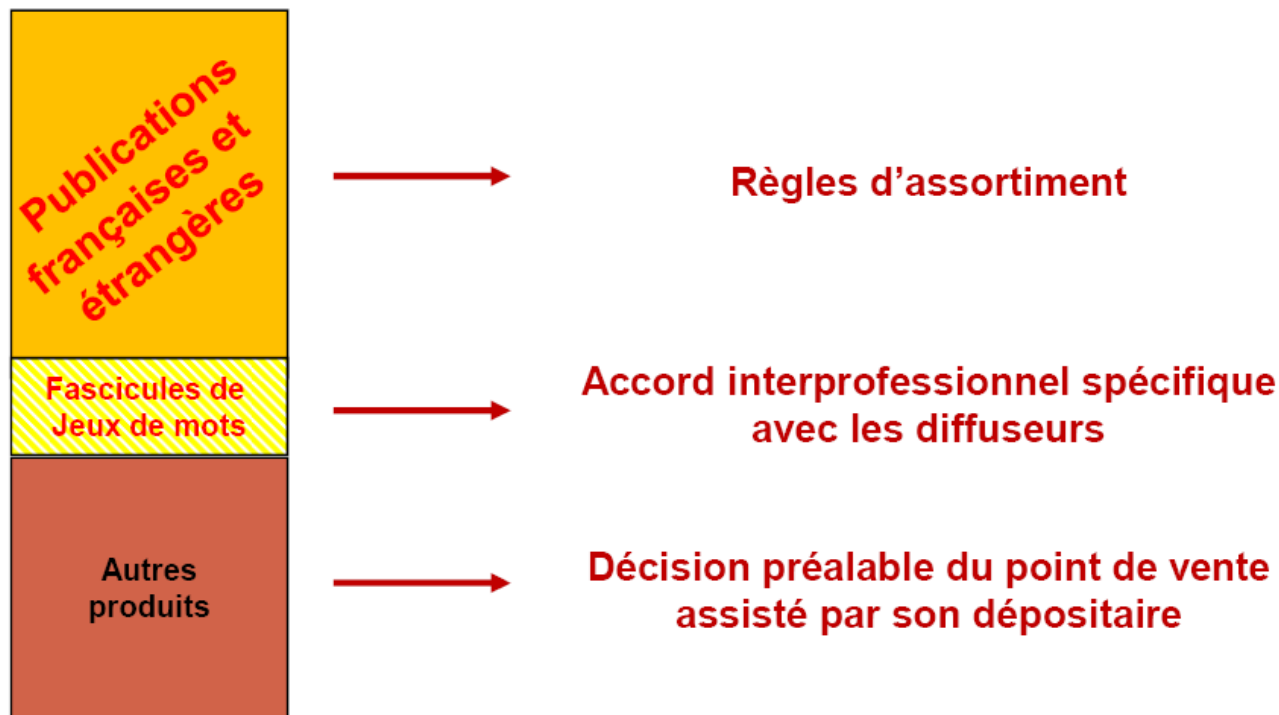 Publications
françaises et
étrangères
Règles d’assortiment
Fascicules de
Jeux de mots
Accord interprofessionnel spécifique
avec les diffuseurs
Autres
produits
Décision préalable du point de vente
assisté par son dépositaire